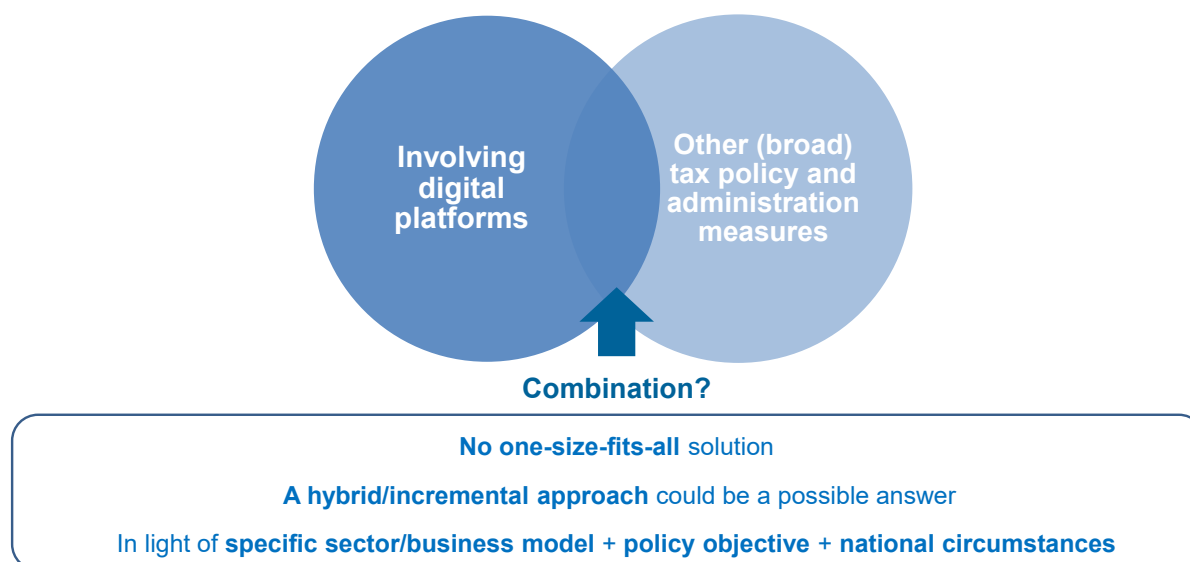 Involving
digital
platforms
Other (broad)
tax policy and
administration
measures
Combination?
No one-size-fits-all solution
A hybrid/incremental approach could be a possible answer
In light of specific sector/business model + policy objective + national circumstances